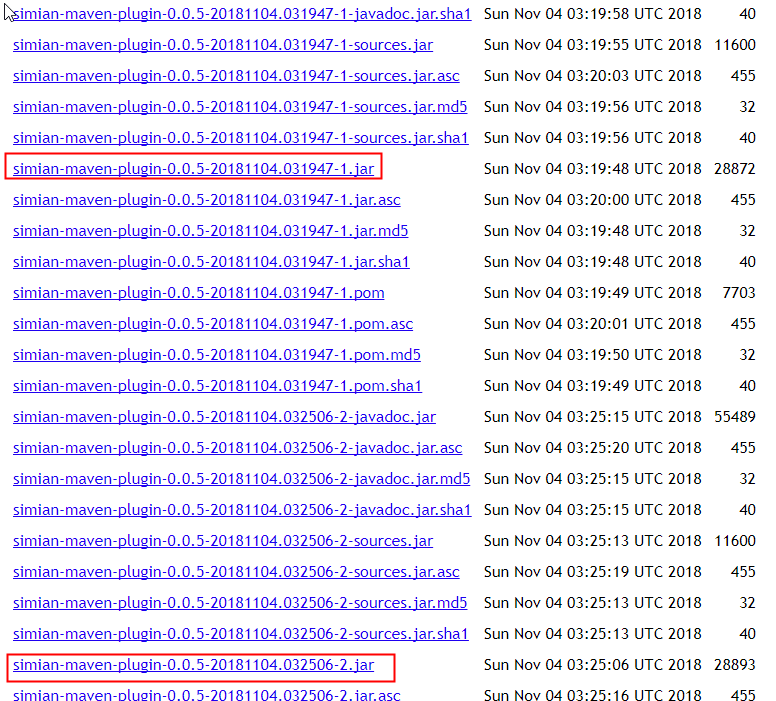 simian-maven-plugin-0.0.5-20181104.031947-1-javadoc.jar.sha1 Sun Nov 04 03:19:58 UTC 2018 40
simian-maven-plugin-0.0.5-20181104.031947-1-sources.jar Sun Nov 04 03:19:55 UTC 2018 11600
simian-maven-plugin-0.0.5-20181104.031947-1-sources.jar.asc Sun Nov 04 03:20:03 UTC 2018 455
simian-maven-plugin-0.0.5-20181104.031947-1-sources.jar.md5 Sun Nov 04 03:19:56 UTC 2018 32
simian-maven-plugin-0.0.5-20181104.031947-1-sources.jar.sha1 Sun Nov 04 03:19:56 UTC 2018 40
simian-maven-plugin-0.0.5-20181104.031947-1.jar Sun Nov 04 03:19:48 UTC 2018 28872
simian-maven-plugin-0.0.5-20181104.031947-1.jar.asc Sun Nov 04 03:20:00 UTC 2018 455
simian-maven-plugin-0.0.5-20181104.031947-1.jar.md5 Sun Nov 04 03:19:48 UTC 2018 32
simian-maven-plugin-0.0.5-20181104.031947-1.jar.sha1 Sun Nov 04 03:19:48 UTC 2018 40
simian-maven-plugin-0.0.5-20181104.031947-1.pom Sun Nov 04 03:19:49 UTC 2018 7703
simian-maven-plugin-0.0.5-20181104.031947-1.pom.asc Sun Nov 04 03:20:01 UTC 2018 455
simian-maven-plugin-0.0.5-20181104.031947-1.pom.md5 Sun Nov 04 03:19:50 UTC 2018 32
simian-maven-plugin-0.0.5-20181104.031947-1.pom.sha1 Sun Nov 04 03:19:49 UTC 2018 40
simian-maven-plugin-0.0.5-20181104.032506-2-javadoc.jar Sun Nov 04 03:25:15 UTC 2018 55489
simian-maven-plugin-0.0.5-20181104.032506-2-javadoc.jar.asc Sun Nov 04 03:25:20 UTC 2018 455
simian-maven-plugin-0.0.5-20181104.032506-2-javadoc.jar.md5 Sun Nov 04 03:25:15 UTC 2018 32
simian-maven-plugin-0.0.5-20181104.032506-2-javadoc.jar.sha1 Sun Nov 04 03:25:15 UTC 2018 40
simian-maven-plugin-0.0.5-20181104.032506-2-sources.jar Sun Nov 04 03:25:13 UTC 2018 11600
simian-maven-plugin-0.0.5-20181104.032506-2-sources.jar.asc Sun Nov 04 03:25:19 UTC 2018 455
simian-maven-plugin-0.0.5-20181104.032506-2-sources.jar.md5 Sun Nov 04 03:25:13 UTC 2018 32
simian-maven-plugin-0.0.5-20181104.032506-2-sources.jar.sha1 Sun Nov 04 03:25:13 UTC 2018 40
simian-maven-plugin-0.0.5-20181104.032506-2.jar Sun Nov 04 03:25:06 UTC 2018 28893
simian-maven-plugin-0.0.5-20181104.032506-2.jar.asc Sun Nov 04 03:25:16 UTC 2018 455